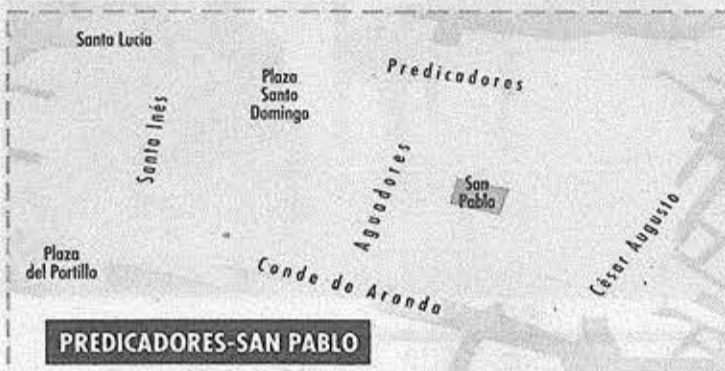 Santa Lucia
Predicadores
Plaza
Santo
Domingo
Santa Inés
Aguadores
San
Pablo
César Augusto
Plaza
del Portillo
Conde de Aranda
PREDICADORES-SAN PABLO